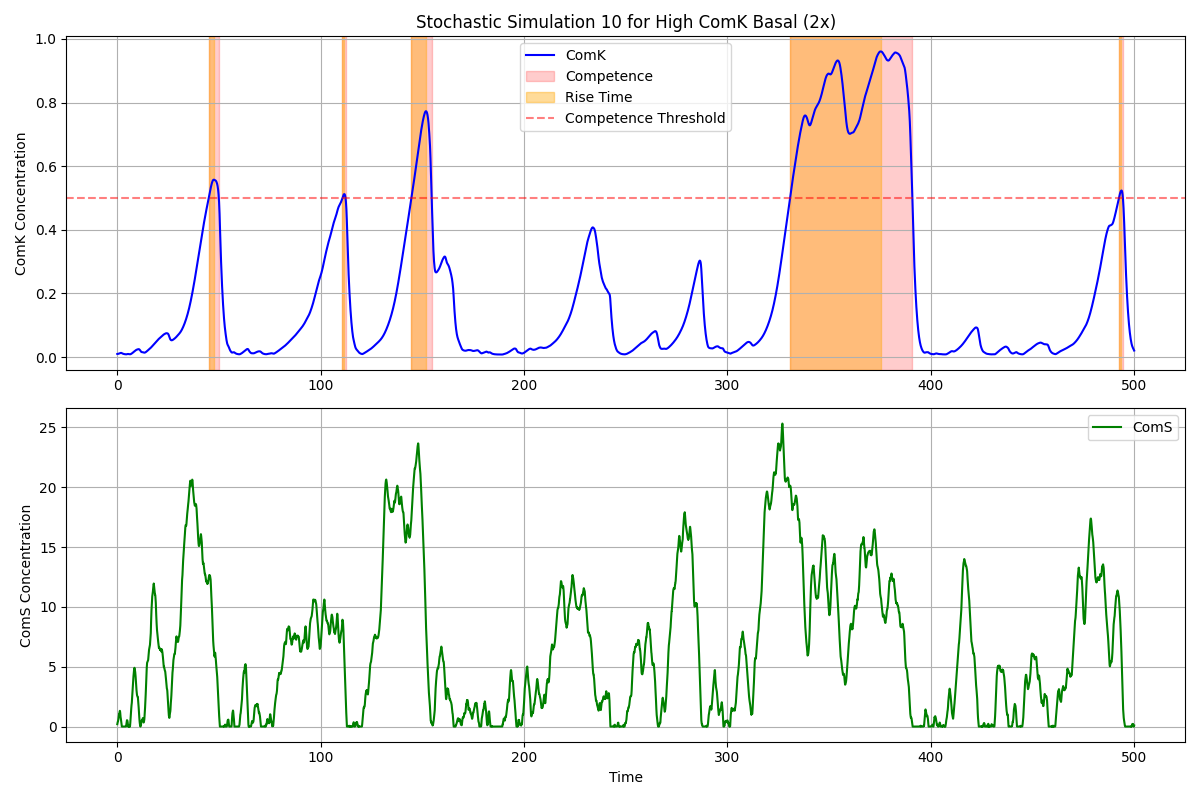 Stochastic Simulation 10 for High ComK Basal (2x)
ComK Concentration
1.0
0.8
0.6
0.4
0.2
0.0
ComK
Competence
Rise Time
Competence Threshold
0 100 200 300 400 500
ComS Concentration
25
20
15
10
5
0
ComS
0 100 200 300 400 500
Time